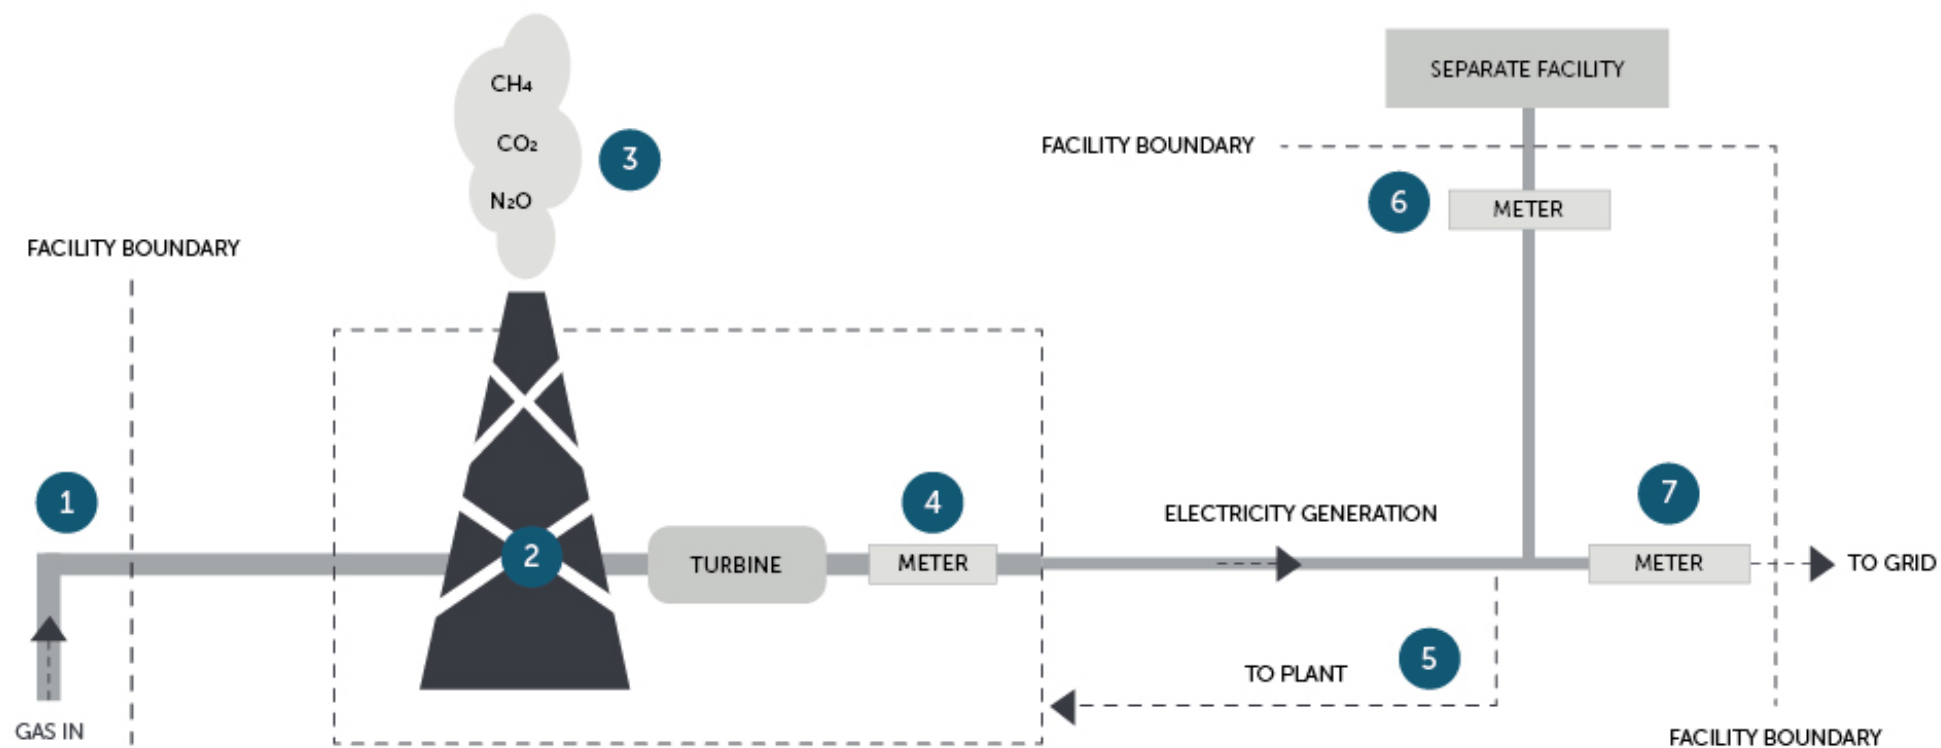 CH₄
CO₂
N₂O
3
SEPARATE FACILITY
FACILITY BOUNDARY
6
METER
FACILITY BOUNDARY
1
2
TURBINE
4
METER
ELECTRICITY GENERATION
7
METER
TO GRID
TO PLANT
5
GAS IN
FACILITY BOUNDARY